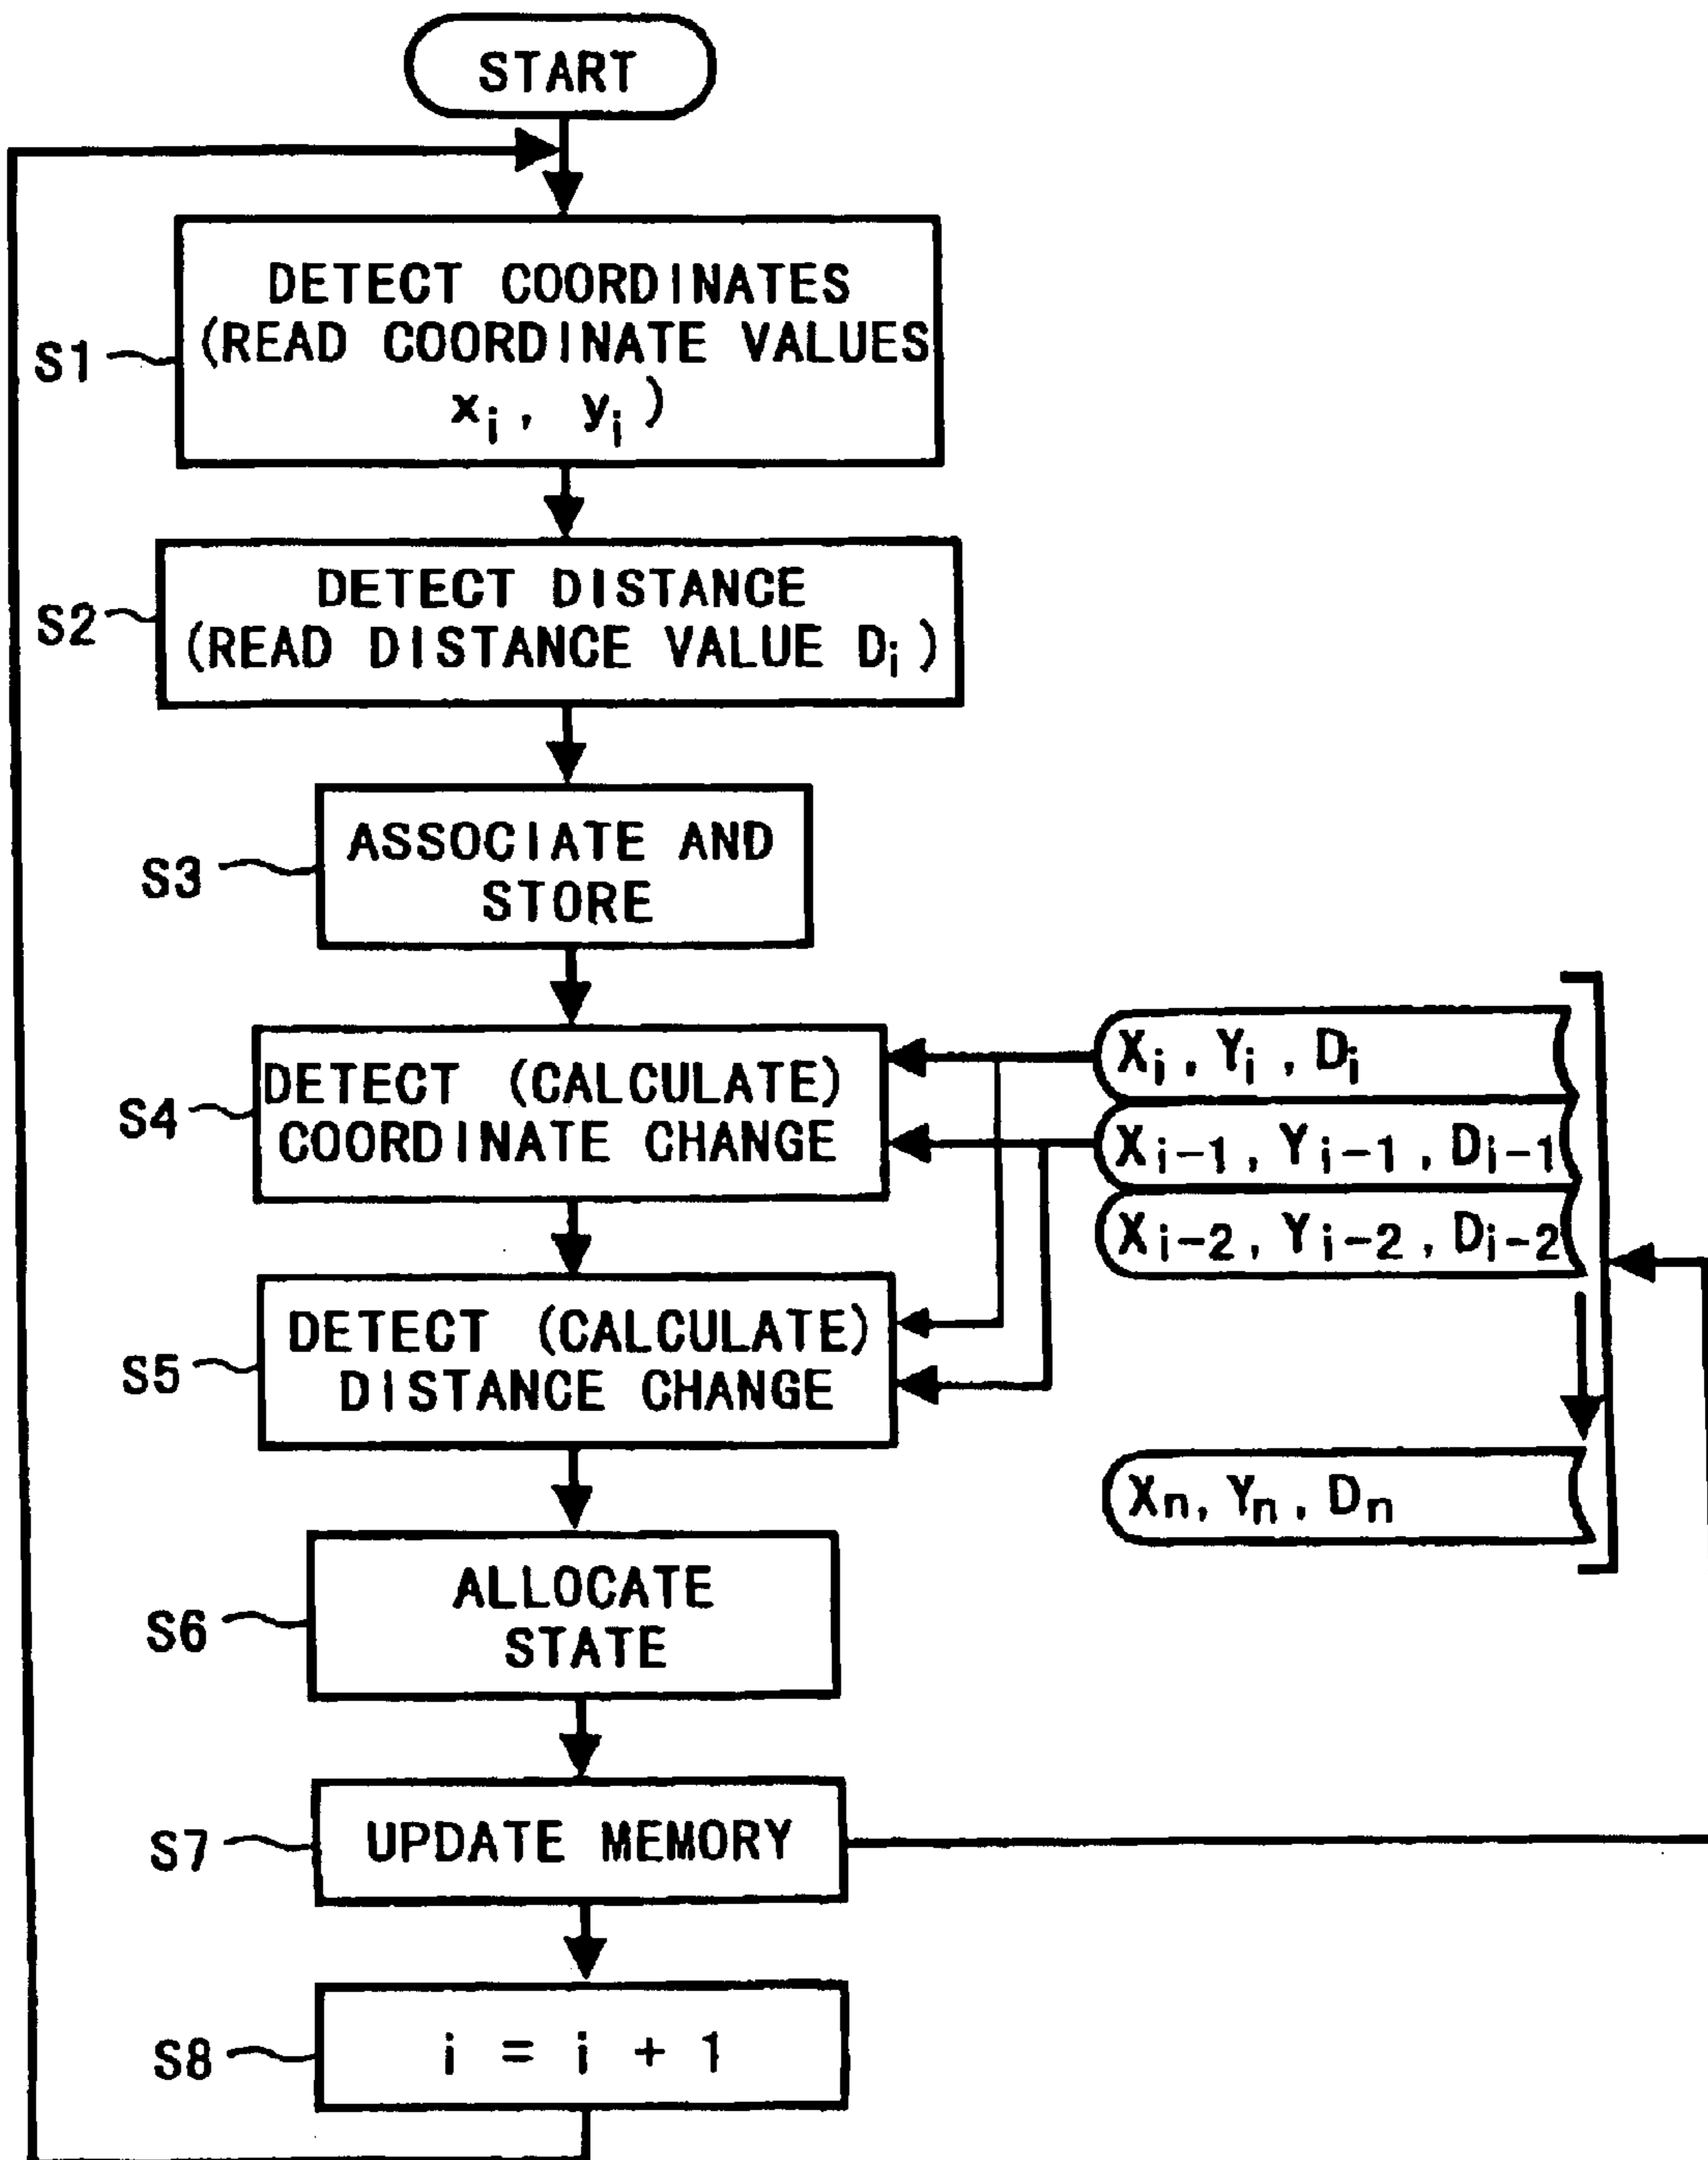 START
S1
DETECT COORDINATES
(READ COORDINATE VALUES
xi, yi)
S2
DETECT DISTANCE
(READ DISTANCE VALUE Di)
S3
ASSOCIATE AND
STORE
S4
DETECT (CALCULATE)
COORDINATE CHANGE
Xi, Yi, Di
Xi-1, Yi-1, Di-1
Xi-2, Yi-2, Di-2
S5
DETECT (CALCULATE)
DISTANCE CHANGE
Xn, Yn, Dn
S6
ALLOCATE
STATE
S7
UPDATE MEMORY
S8
i = i + 1